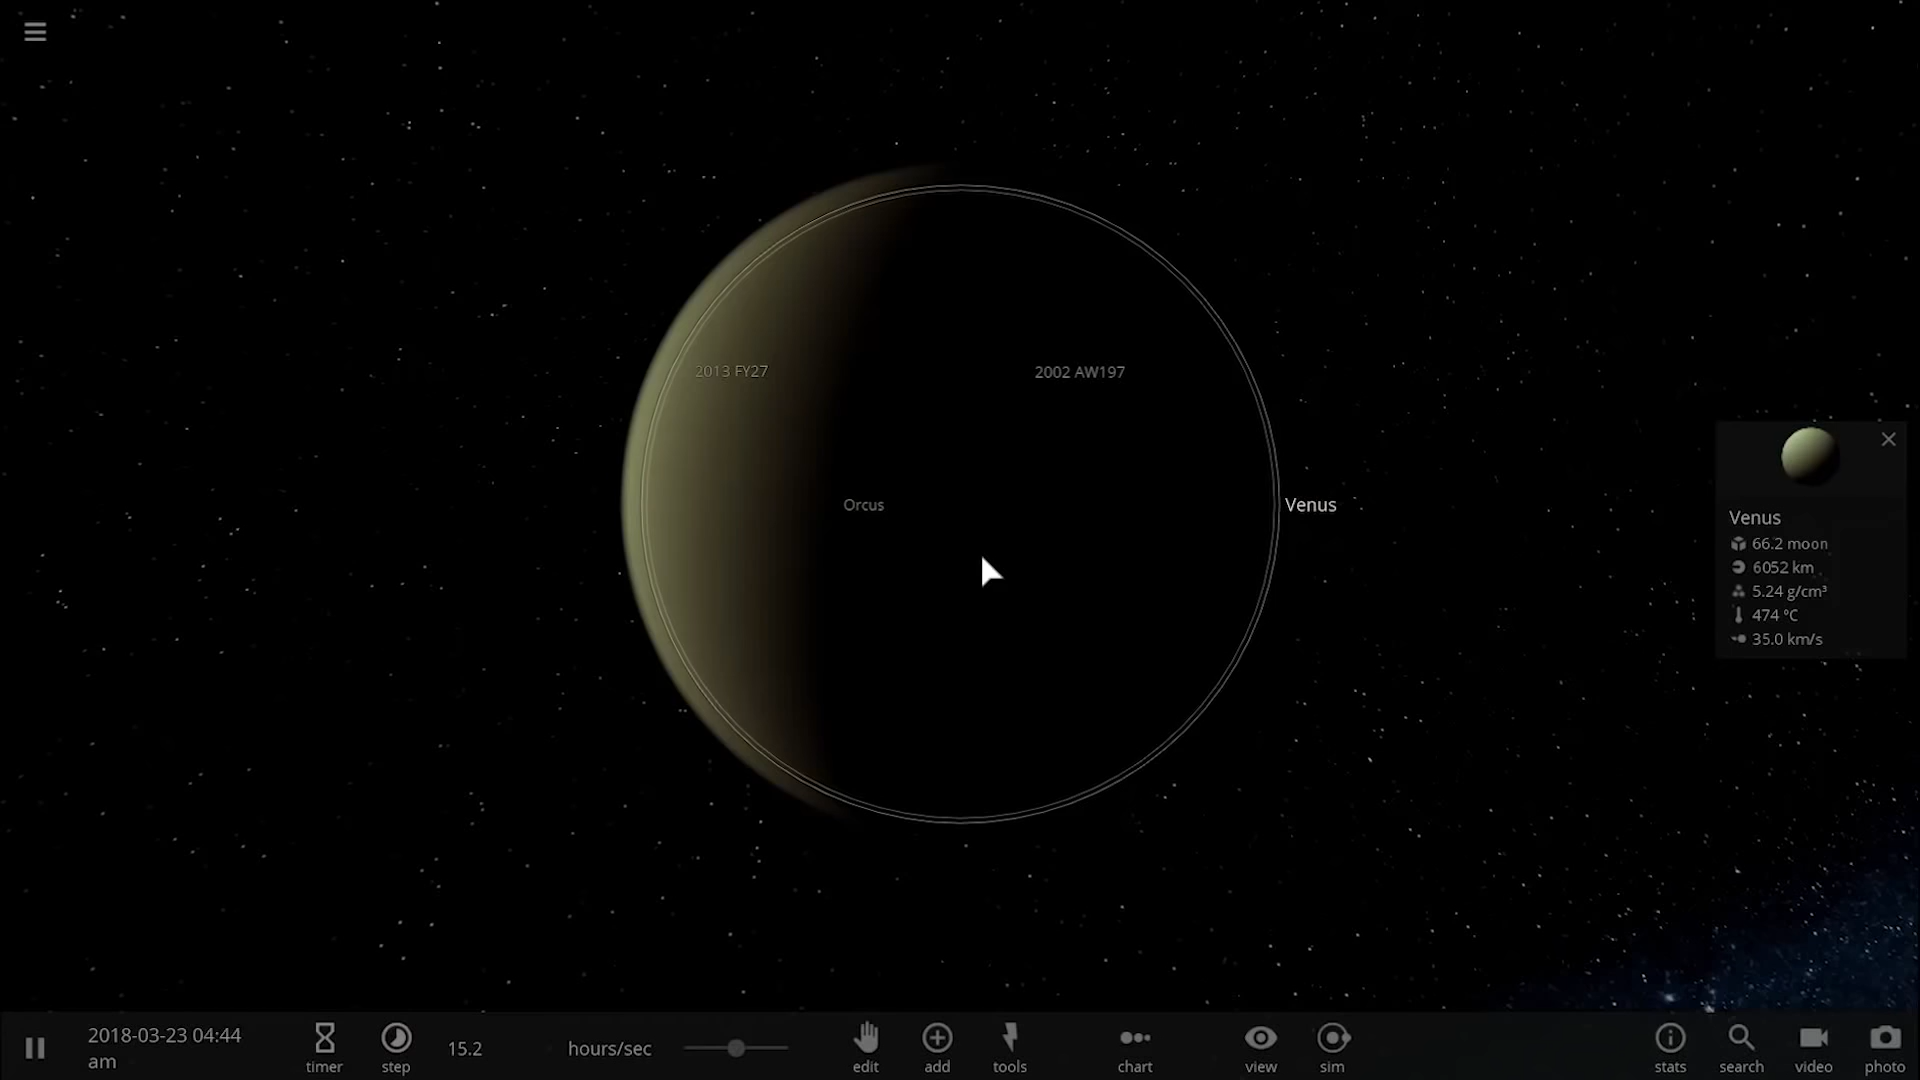 2013 FY27
2002 AW197
Orcus
Venus
Venus
66.2 moon
6052 km
5.24 g/cm³
474 °C
35.0 km/s
2018-03-23 04:44
am
timer
step
15.2
hours/sec
edit
add
tools
chart
view
sim
stats
search
video
photo